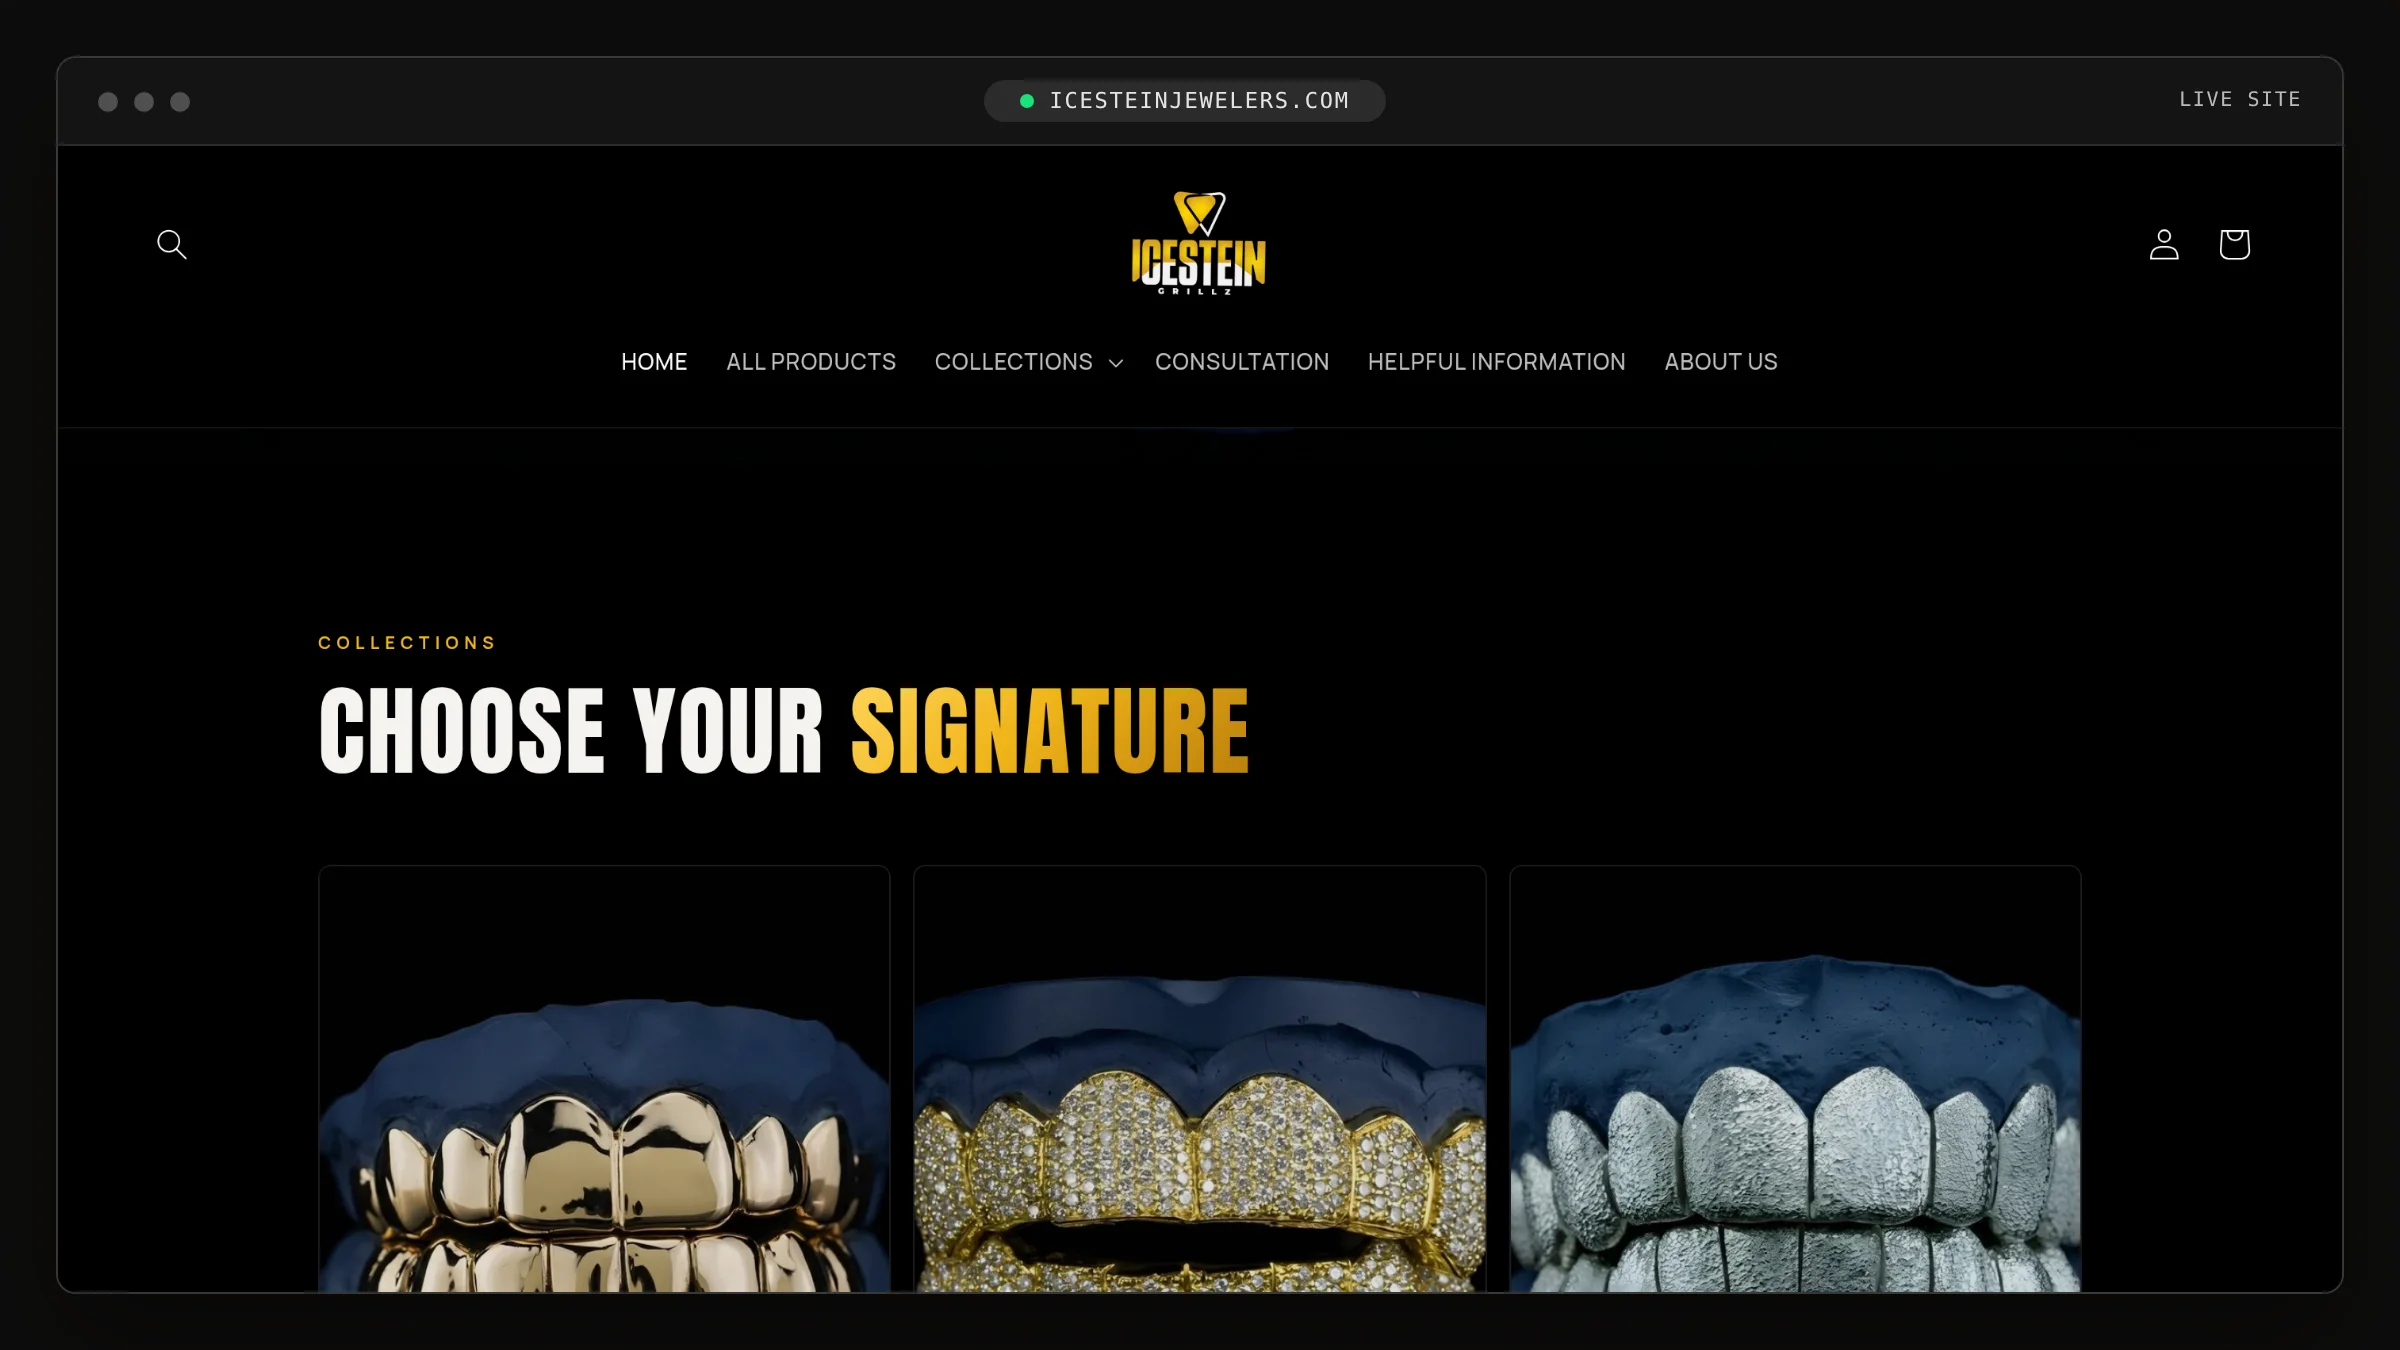 ICESTEINJEWELERS.COM
LIVE SITE
ICESTEIN
GRILLZ
HOME ALL PRODUCTS COLLECTIONS CONSULTATION HELPFUL INFORMATION ABOUT US
COLLECTIONS
CHOOSE YOUR SIGNATURE